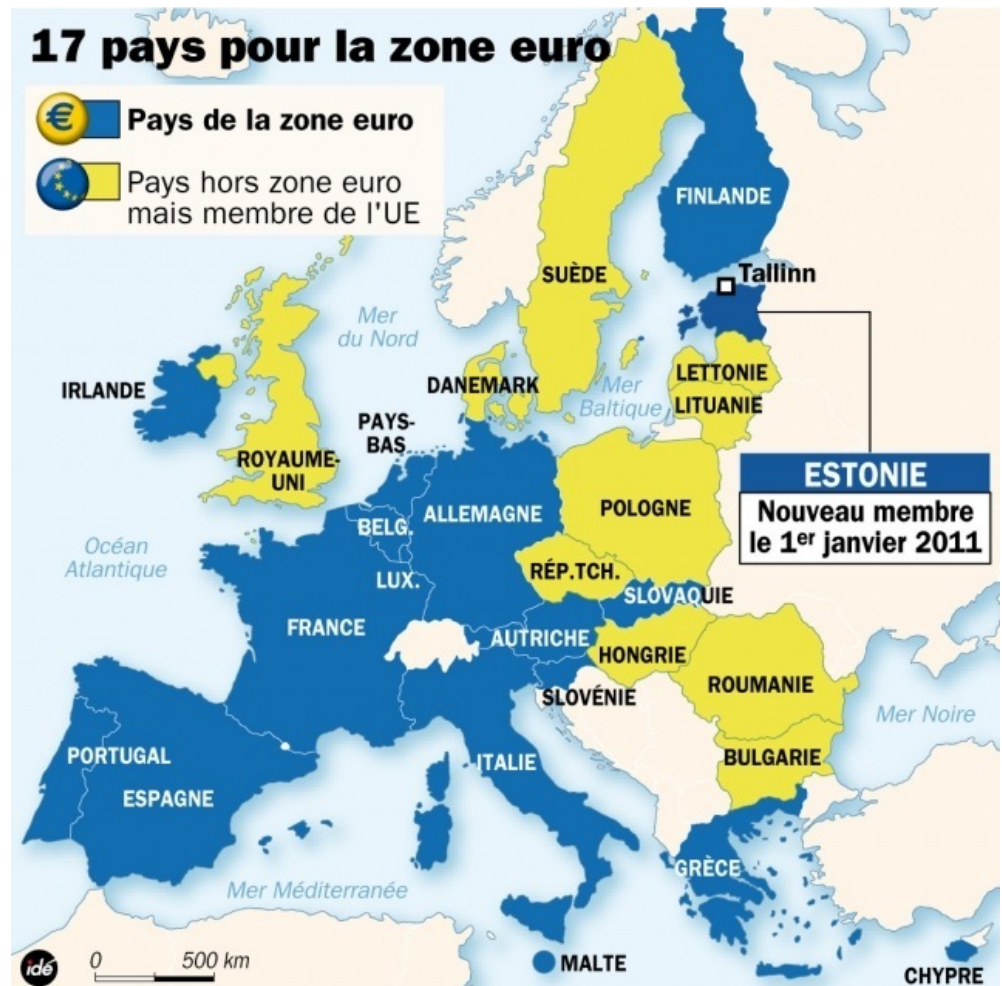 17 pays pour la zone euro
€
Pays de la zone euro
Pays hors zone euro
mais membre de l'UE
FINLANDE
SUÈDE
Tallinn
Mer
du Nord
IRLANDE
DANEMARK
Mer
Baltique
LETTONIE
LITUANIE
PAYS-
BAS
ROYAUME-
UNI
ESTONIE
Nouveau membre
le 1er janvier 2011
POLOGNE
BELG.
ALLEMAGNE
Océan
Atlantique
RÉP.TCH.
LUX.
SLOVAQUIE
FRANCE
AUTRICHE
HONGRIE
SLOVÉNIE
ROUMANIE
Mer Noire
PORTUGAL
ITALIE
BULGARIE
ESPAGNE
GRÈCE
Mer Méditerranée
idé
0 500 km
MALTE
CHYPRE